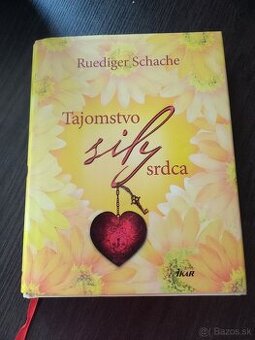 Ruediger Schache
Tajomstvo
sily
srdca
IKAR
© Bazos.sk